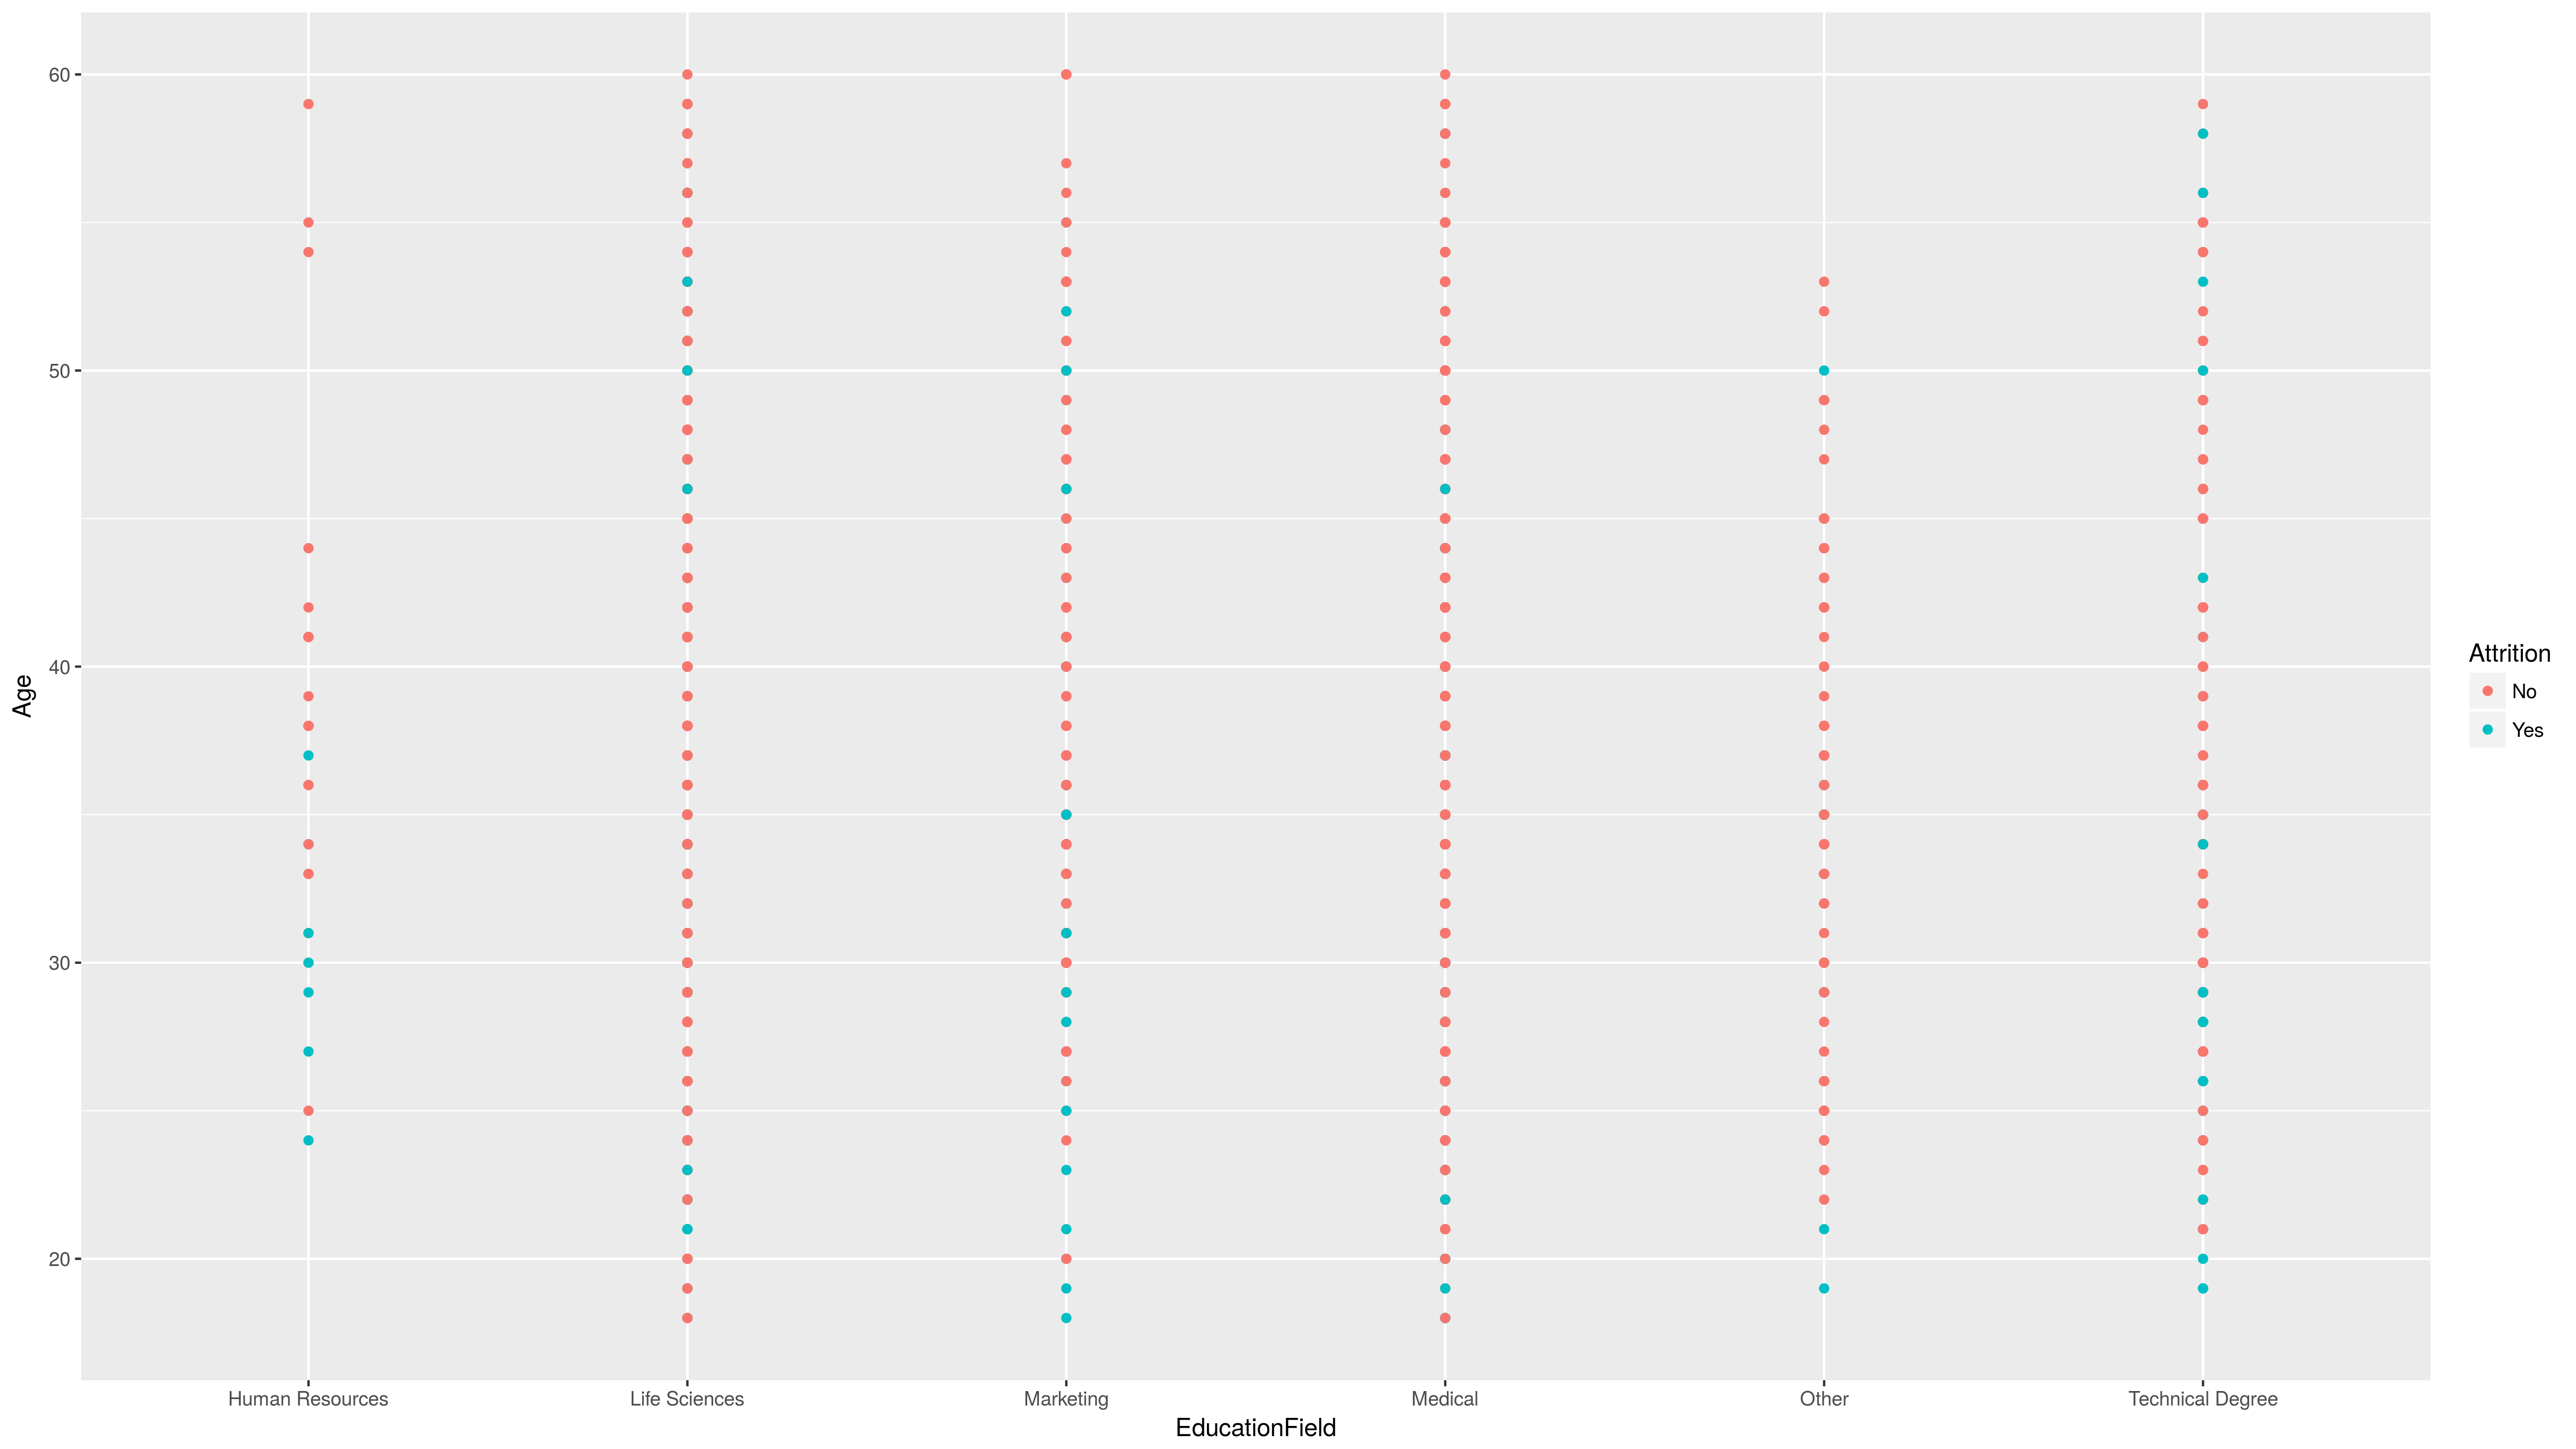 60
50
40
30
20
Age
Human Resources
Life Sciences
Marketing
Medical
Other
Technical Degree
EducationField
Attrition
No
Yes